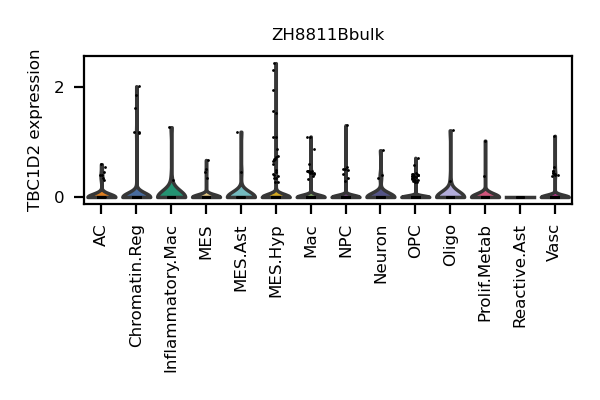 ZH8811Bbulk
TBC1D2 expression
2
0
AC
Chromatin.Reg
Inflammatory.Mac
MES
MES.Ast
MES.Hyp
Mac
NPC
Neuron
OPC
Oligo
Prolif.Metab
Reactive.Ast
Vasc